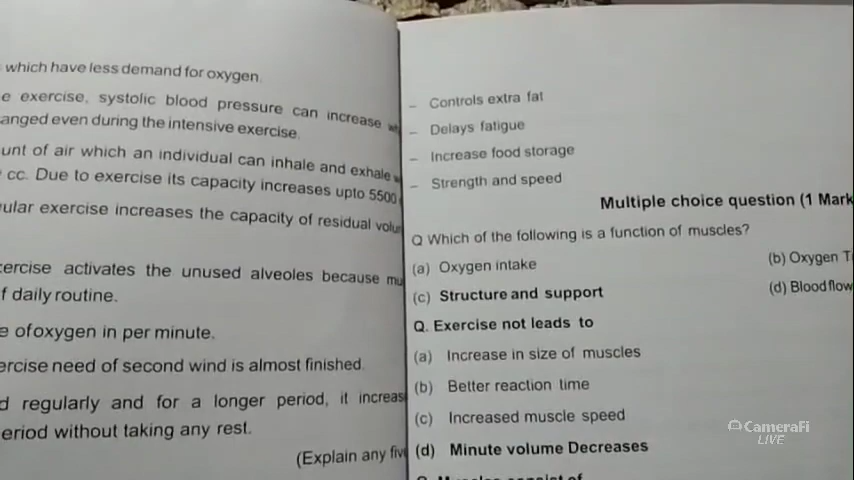 which have less demand for oxygen.
e exercise, systolic blood pressure can increase
anged even during the intensive exercise.
unt of air which an individual can inhale and exhale
cc. Due to exercise its capacity increases upto 5500
ular exercise increases the capacity of residual volu
ercise activates the unused alveoles because mu
f daily routine.
e ofoxygen in per minute.
ercise need of second wind is almost finished.
d regularly and for a longer period, it increas
eriod without taking any rest.
(Explain any fiv
– Controls extra fat
– Delays fatigue
– Increase food storage
– Strength and speed
Multiple choice question (1 Mark
Q Which of the following is a function of muscles?
(a) Oxygen intake (b) Oxygen T
(c) Structure and support (d) Blood flow
Q. Exercise not leads to
(a) Increase in size of muscles
(b) Better reaction time
(c) Increased muscle speed
(d) Minute volume Decreases
Q. Muscles consist of
CameraFi
LIVE